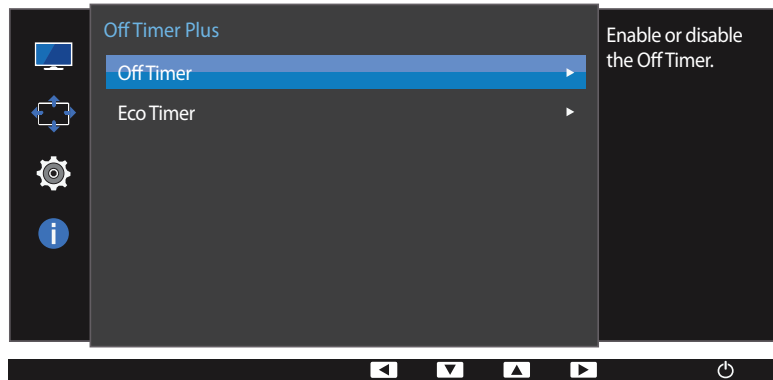 Off Timer Plus
Enable or disable
the Off Timer.
Off Timer
Eco Timer
i